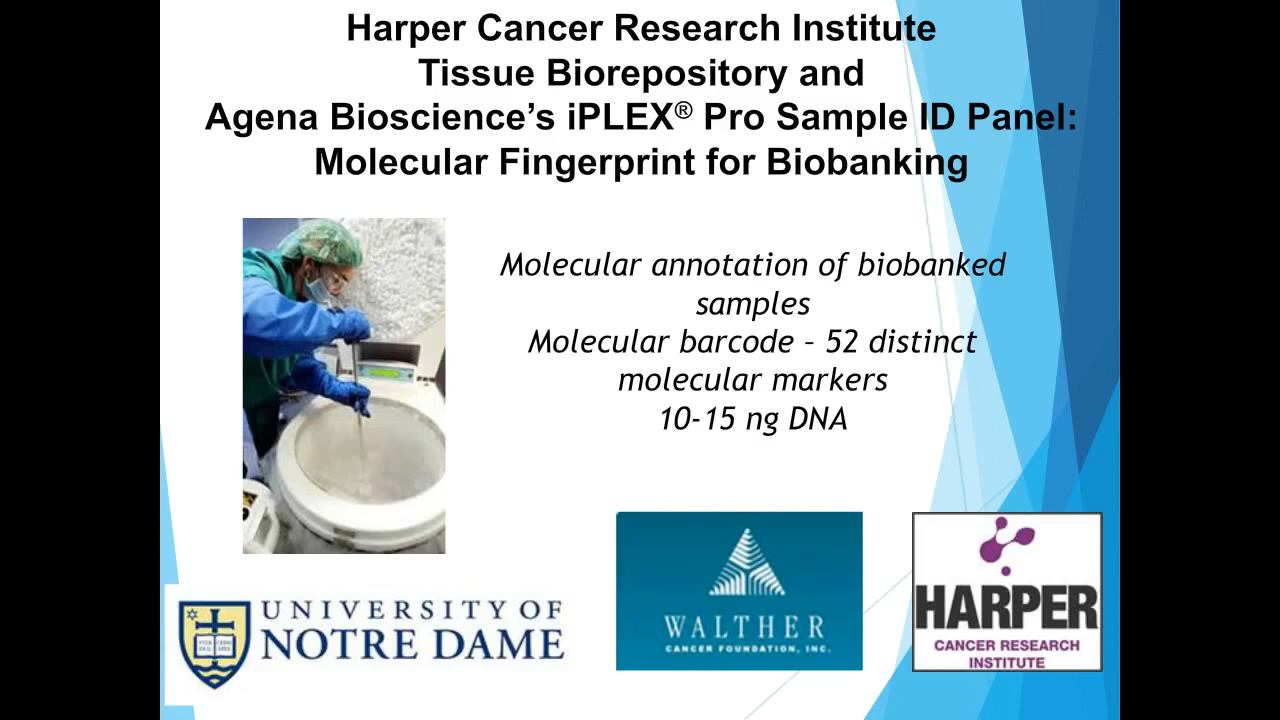 Harper Cancer Research Institute
Tissue Biorepository and
Agena Bioscience’s iPLEX® Pro Sample ID Panel:
Molecular Fingerprint for Biobanking
Molecular annotation of biobanked
samples
Molecular barcode – 52 distinct
molecular markers
10-15 ng DNA
UNIVERSITY OF
NOTRE DAME
WALTHER
CANCER FOUNDATION, INC.
HARPER
CANCER RESEARCH
INSTITUTE